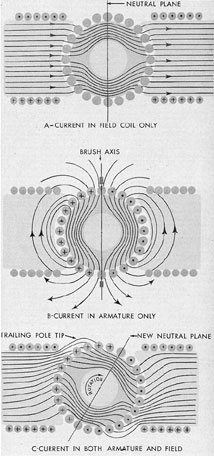 NEUTRAL PLANE
A-CURRENT IN FIELD COIL ONLY
BRUSH AXIS
B-CURRENT IN ARMATURE ONLY
TRAILING POLE TIP
NEW NEUTRAL PLANE
ROTATION
C-CURRENT IN BOTH ARMATURE AND FIELD